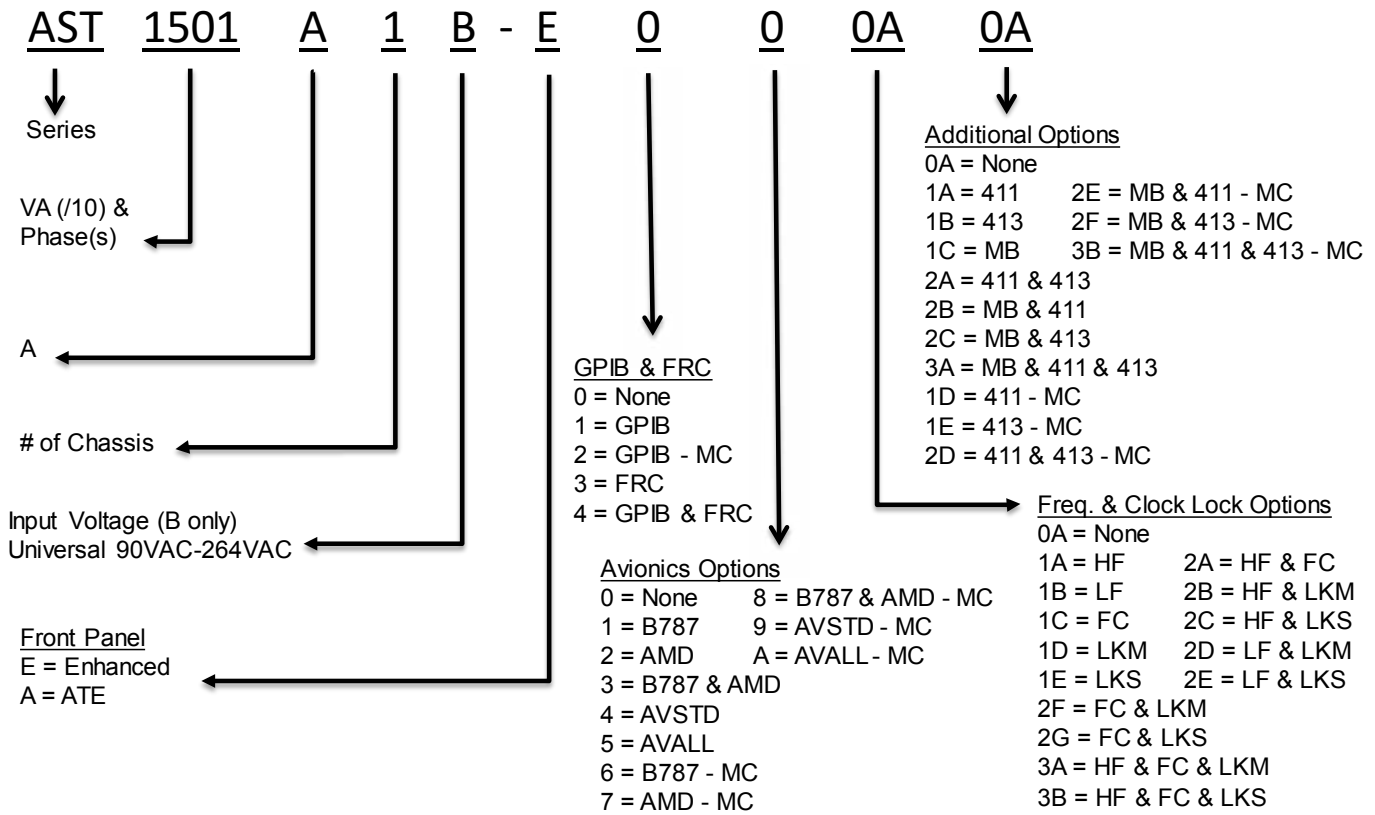 AST 1501 A 1 B - E 0 0 0A 0A
Series
VA (/10) &
Phase(s)
A
# of Chassis
Input Voltage (B only)
Universal 90VAC-264VAC
Front Panel
E = Enhanced
A = ATE
GPIB & FRC
0 = None
1 = GPIB
2 = GPIB - MC
3 = FRC
4 = GPIB & FRC
Avionics Options
0 = None 8 = B787 & AMD - MC
1 = B787 9 = AVSTD - MC
2 = AMD A = AVALL - MC
3 = B787 & AMD
4 = AVSTD
5 = AVALL
6 = B787 - MC
7 = AMD - MC
Additional Options
0A = None
1A = 411 2E = MB & 411 - MC
1B = 413 2F = MB & 413 - MC
1C = MB 3B = MB & 411 & 413 - MC
2A = 411 & 413
2B = MB & 411
2C = MB & 413
3A = MB & 411 & 413
1D = 411 - MC
1E = 413 - MC
2D = 411 & 413 - MC
Freq. & Clock Lock Options
0A = None
1A = HF 2A = HF & FC
1B = LF 2B = HF & LKM
1C = FC 2C = HF & LKS
1D = LKM 2D = LF & LKM
1E = LKS 2E = LF & LKS
2F = FC & LKM
2G = FC & LKS
3A = HF & FC & LKM
3B = HF & FC & LKS